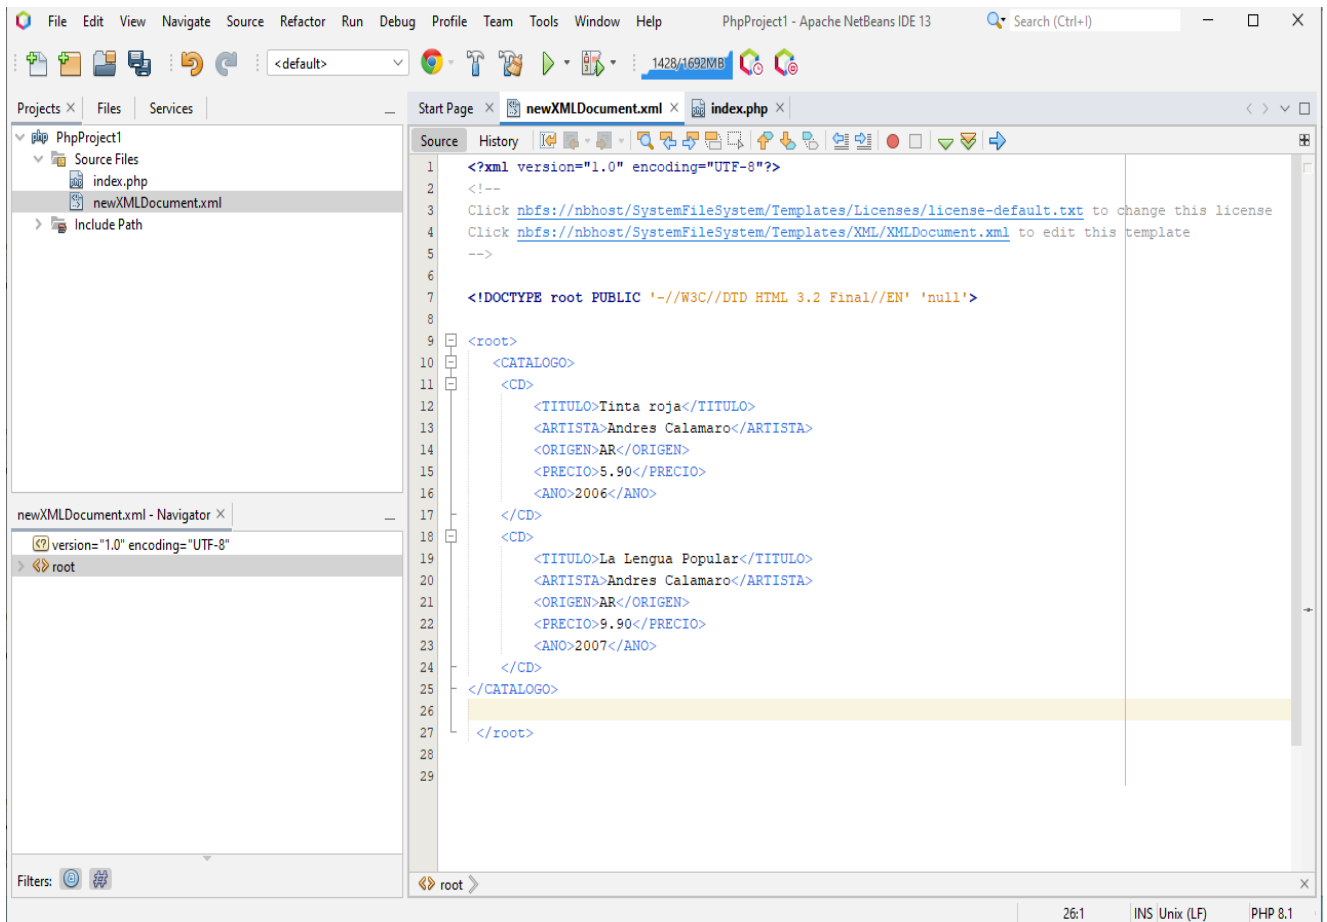 File Edit View Navigate Source Refactor Run Debug Profile Team Tools Window Help PhpProject1 - Apache NetBeans IDE 13 Search (Ctrl+I)
<default> 1428/1692MB
Projects Files Services
PhpProject1
Source Files
index.php
newXMLDocument.xml
Include Path
newXMLDocument.xml - Navigator
version="1.0" encoding="UTF-8"
root
Filters:
Start Page newXMLDocument.xml index.php
Source History
1 <?xml version="1.0" encoding="UTF-8"?>
2 <!--
3 Click nbfs://nbhost/SystemFileSystem/Templates/Licenses/license-default.txt to change this license
4 Click nbfs://nbhost/SystemFileSystem/Templates/XML/XMLDocument.xml to edit this template
5 -->
6
7 <!DOCTYPE root PUBLIC '-//W3C//DTD HTML 3.2 Final//EN' 'null'>
8
9 <root>
10 <CATALOGO>
11 <CD>
12 <TITULO>Tinta roja</TITULO>
13 <ARTISTA>Andres Calamaro</ARTISTA>
14 <ORIGEN>AR</ORIGEN>
15 <PRECIO>5.90</PRECIO>
16 <ANO>2006</ANO>
17 </CD>
18 <CD>
19 <TITULO>La Lengua Popular</TITULO>
20 <ARTISTA>Andres Calamaro</ARTISTA>
21 <ORIGEN>AR</ORIGEN>
22 <PRECIO>9.90</PRECIO>
23 <ANO>2007</ANO>
24 </CD>
25 </CATALOGO>
26
27 </root>
28
29
root
26:1 INS Unix (LF) PHP 8.1